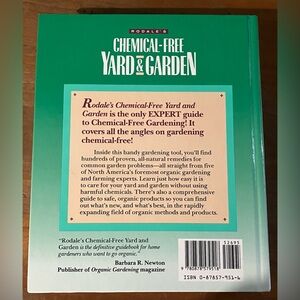 RODALE'S
CHEMICAL-FREE
YARD & GARDEN
Rodale's Chemical-Free Yard and
Garden is the only EXPERT guide
to Chemical-Free Gardening! It
covers all the angles on gardening
chemical-free!
Inside this handy gardening tool, you'll find
hundreds of proven, all-natural remedies for
common garden problems—all straight from five
of North America's foremost organic gardening
and farming experts. Learn just how easy it is
to care for your yard and garden without using
harmful chemicals. There's also a comprehensive
guide to safe, organic products so you can find
out what's new, and what's best, in the rapidly
expanding field of organic methods and products.
"Rodale's Chemical-Free Yard and
Garden is the definitive guidebook for home
gardeners who want to go organic."
Barbara R. Newton
Publisher of Organic Gardening magazine
52695
9 780878 579518
ISBN 0-87857-951-6